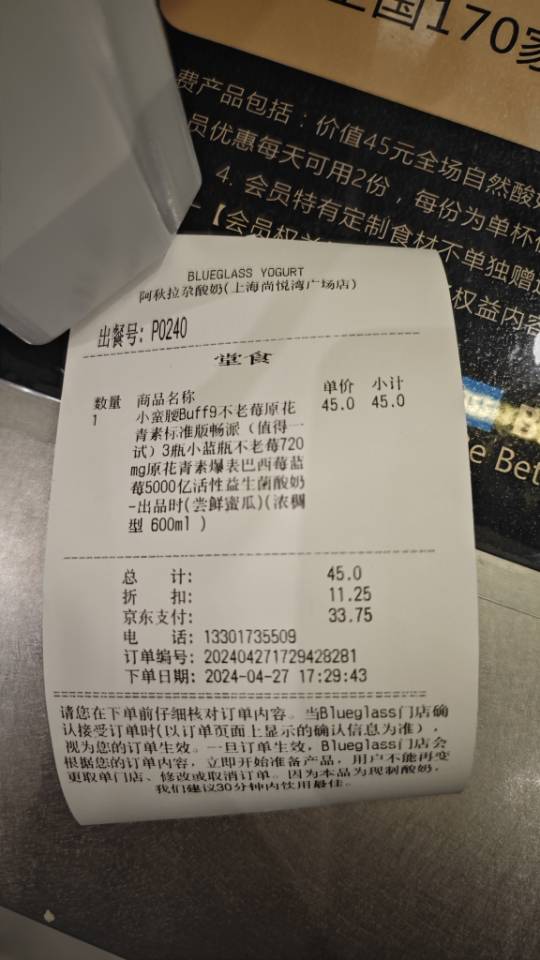 全国170家
费产品包括：价值45元全场自然酸
员优惠每天可用2份，每份为单杯
4. 会员特有定制食材不单独赠
【会员权
权益内容
e Bet
BLUEGLASS YOGURT
阿秋拉尕酸奶(上海尚悦湾广场店)
出餐号: P0240
堂食
数量 商品名称 单价 小计
1 小蛮腰Buff9不老莓原花 45.0 45.0
青素标准版畅派（值得一
试）3瓶小蓝瓶不老莓720
mg原花青素爆表巴西莓蓝
莓5000亿活性益生菌酸奶
-出品时(尝鲜蜜瓜)(浓稠
型 600ml )
总 计: 45.0
折 扣: 11.25
京东支付: 33.75
电 话: 13301735509
订单编号: 202404271729428281
下单日期: 2024-04-27 17:29:43
请您在下单前仔细核对订单内容。当Blueglass门店确
认接受订单时(以订单页面上显示的确认信息为准)，
视为您的订单生效。一旦订单生效，Blueglass门店会
根据您的订单内容，立即开始准备产品，用户不能再变
更取单门店、修改或取消订单。因为本品为现制酸奶，
我们建议30分钟内饮用最佳。